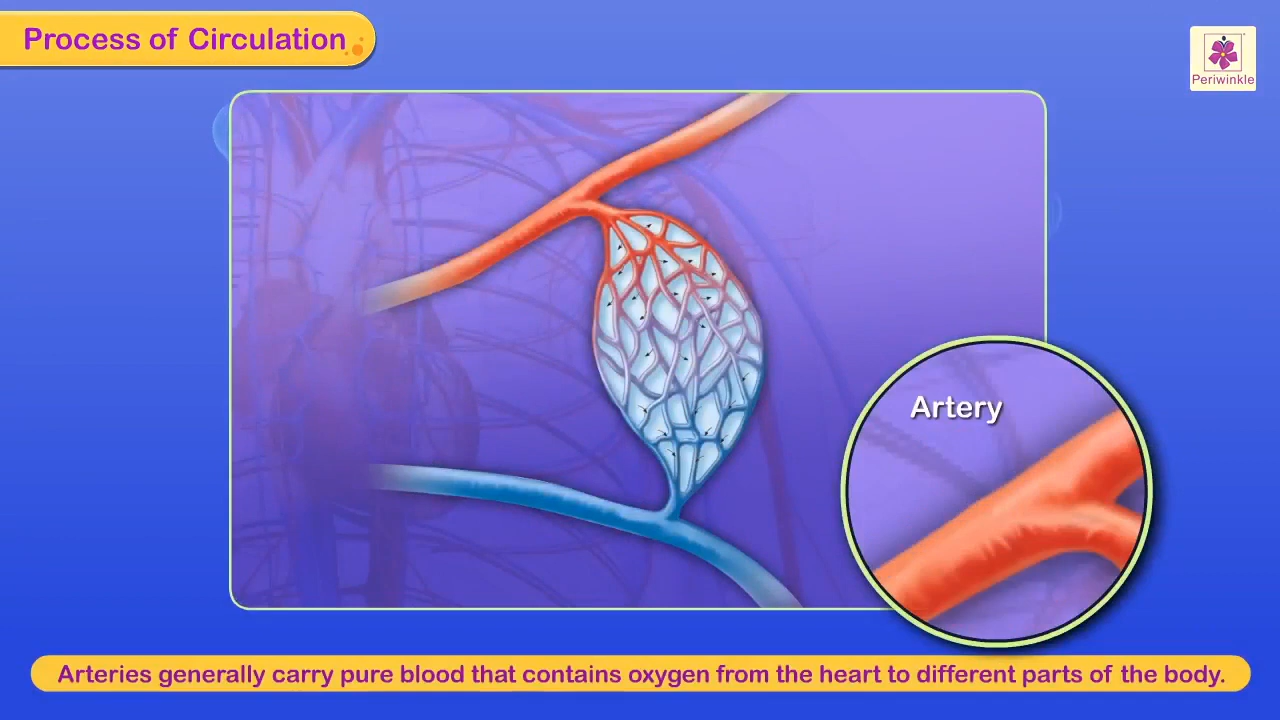 Process of Circulation
Periwinkle
Artery
Arteries generally carry pure blood that contains oxygen from the heart to different parts of the body.